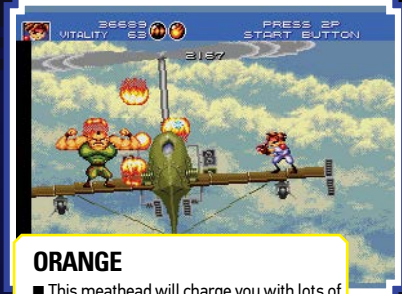 36689
PRESS 2P
VITALITY 63
START BUTTON
2167
ORANGE
■ This meathead will charge you with lots of